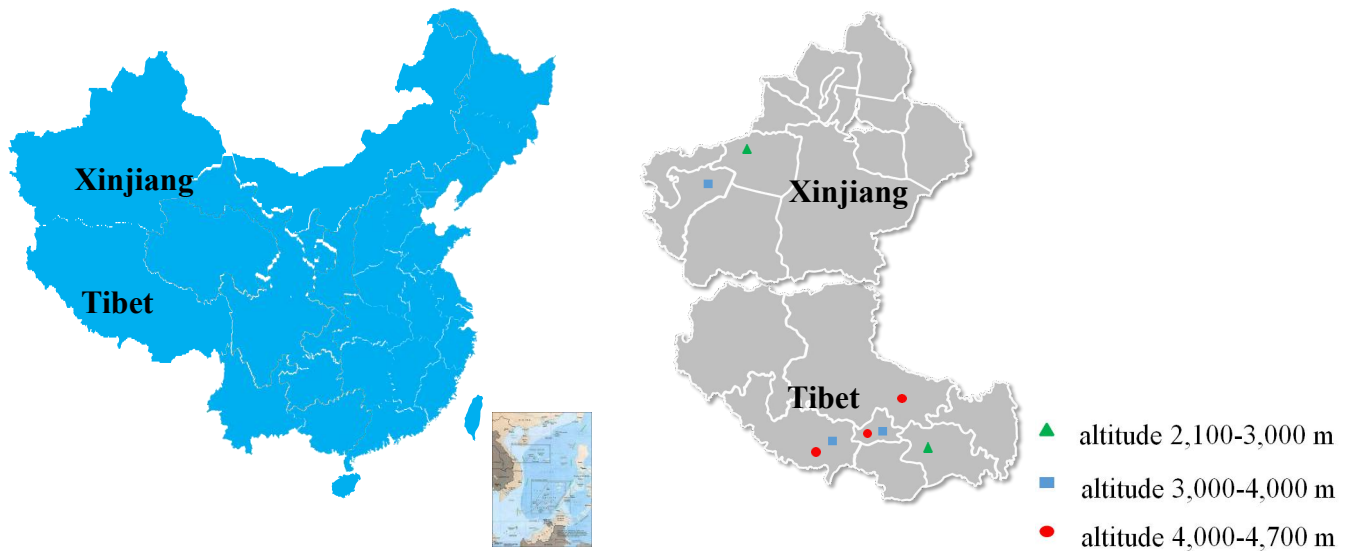 Xinjiang
Tibet
Xinjiang
Tibet
altitude 2,100-3,000 m
altitude 3,000-4,000 m
altitude 4,000-4,700 m